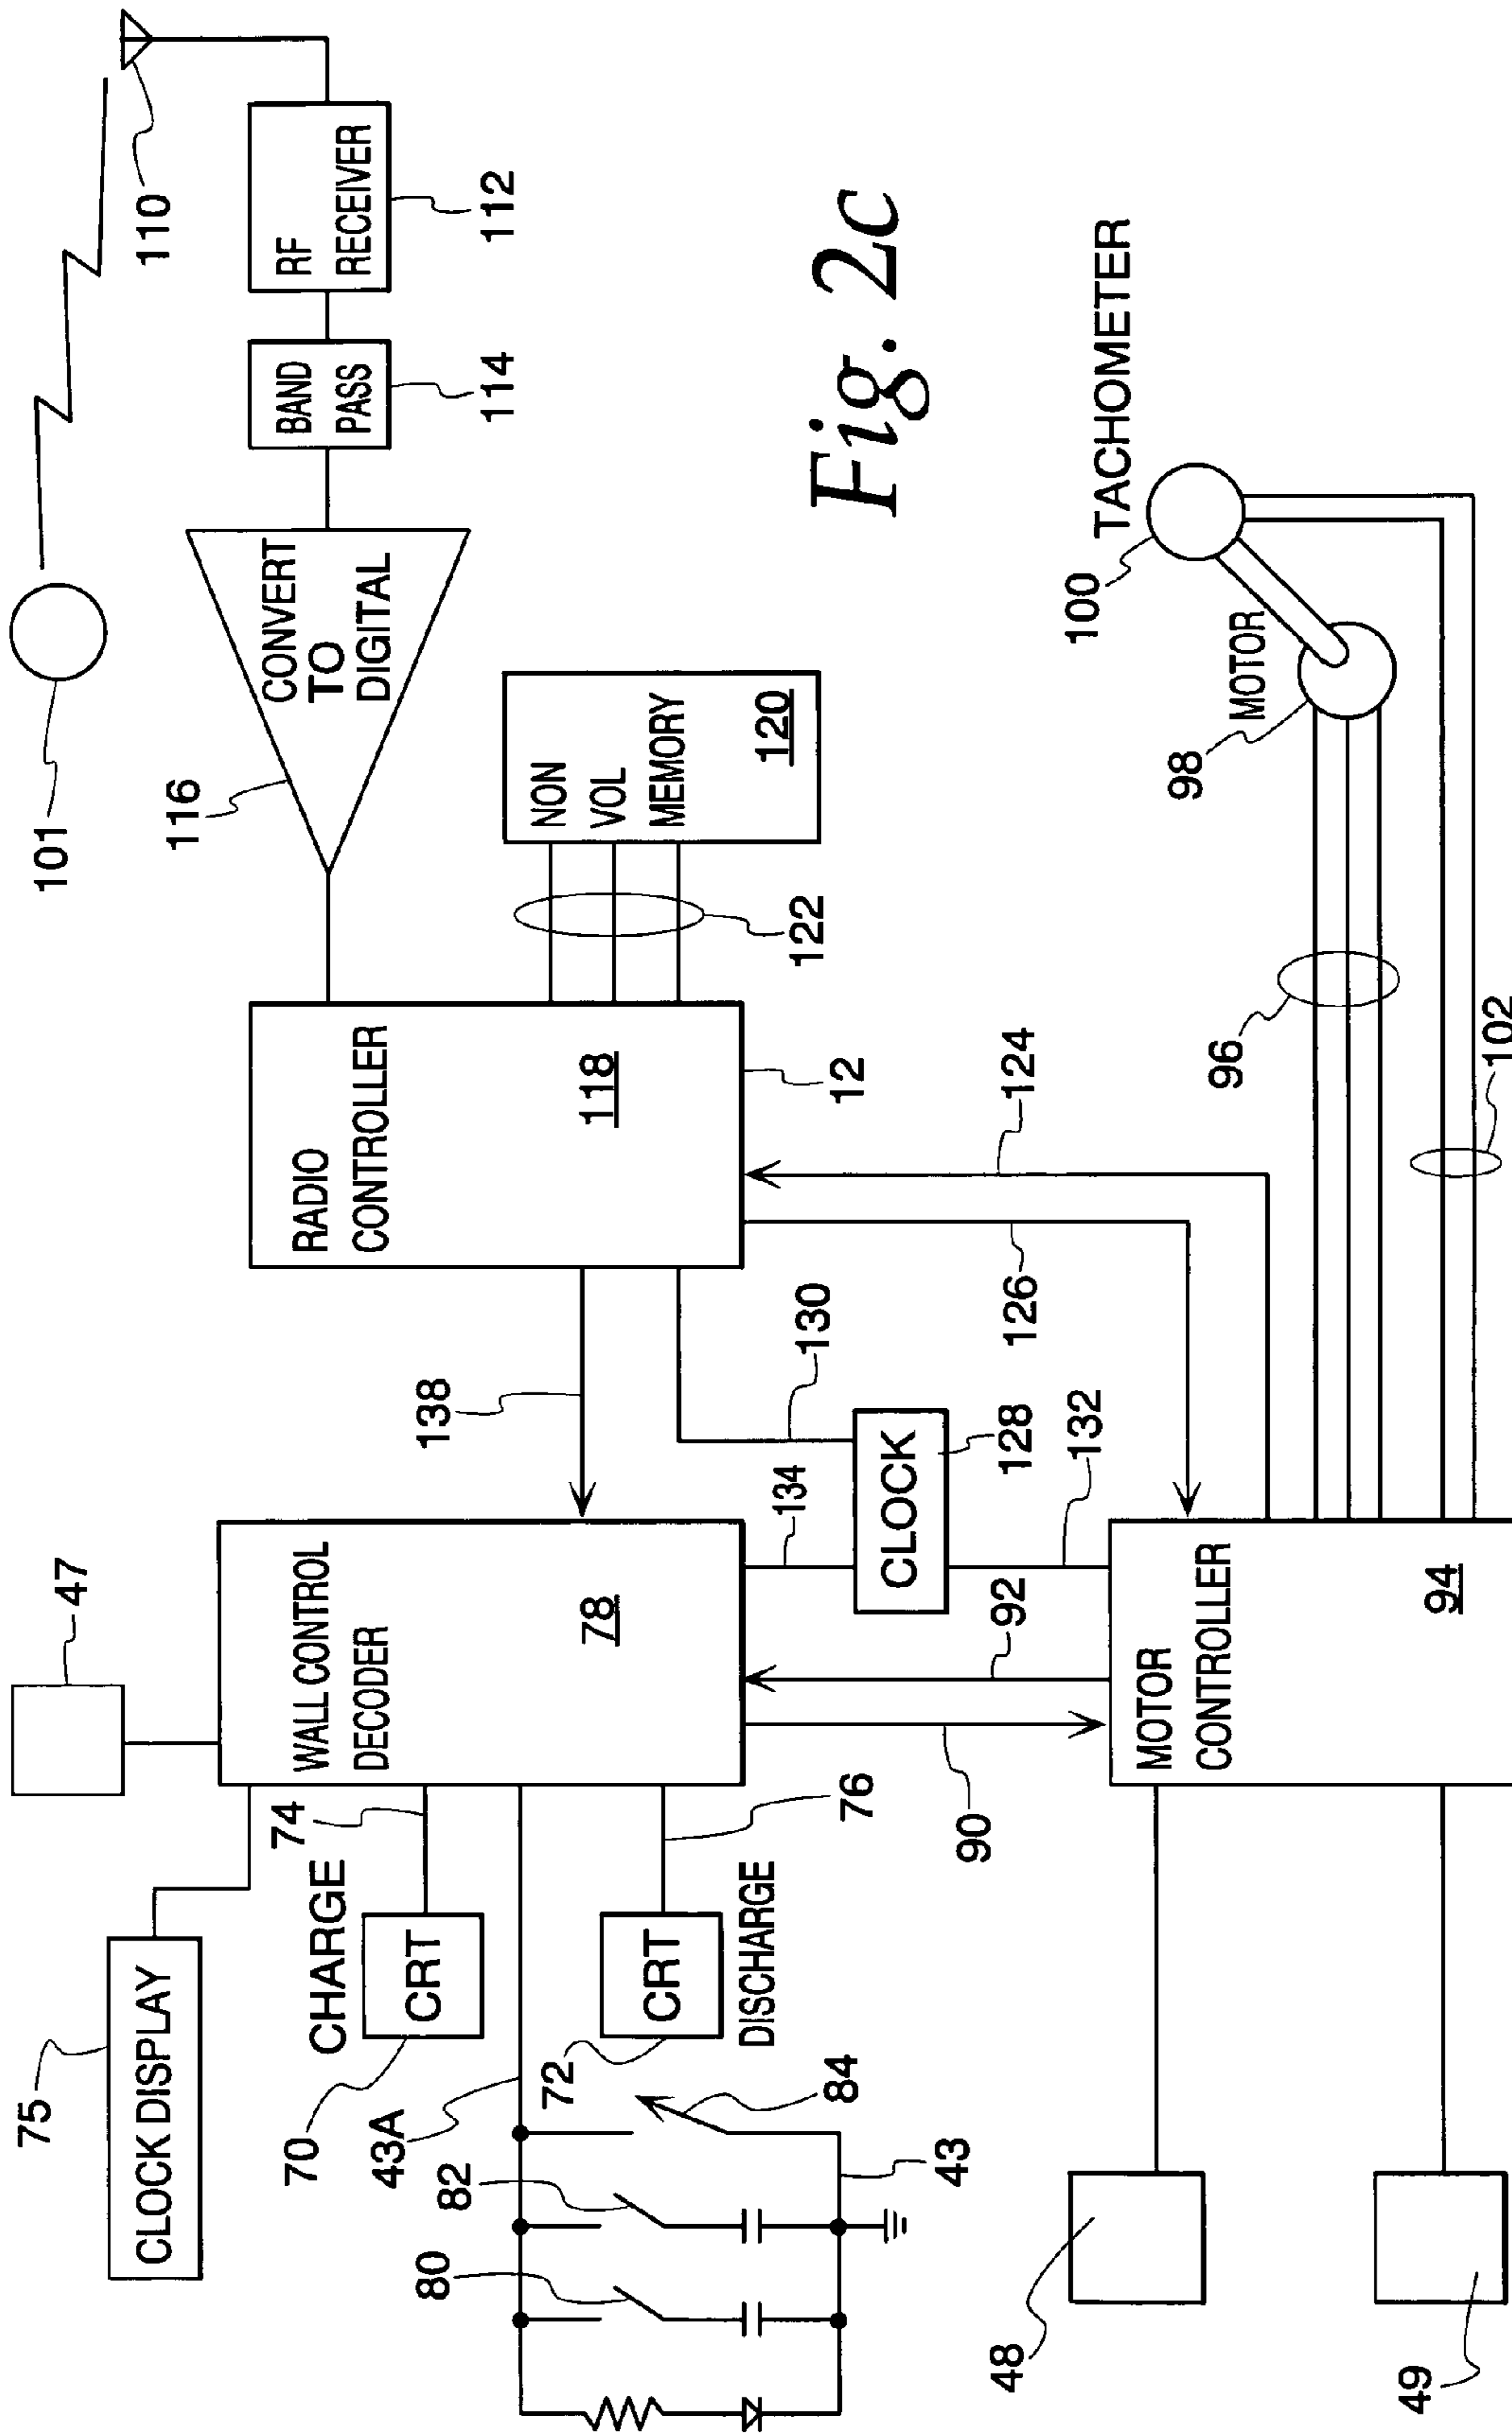 101
110
RF
RECEIVER
112
BAND
PASS
114
CONVERT
TO
DIGITAL
116
NON
VOL
MEMORY
120
122
RADIO
CONTROLLER
118
12
124
126
138
130
CLOCK
128
134
132
47
WALL CONTROL
DECODER
78
75
CLOCK DISPLAY
CHARGE
74
CRT
70
CRT
72
DISCHARGE
76
43A
80
82
84
43
90
92
MOTOR
CONTROLLER
94
48
49
96
102
MOTOR
98
TACHOMETER
100
Fig. 2c